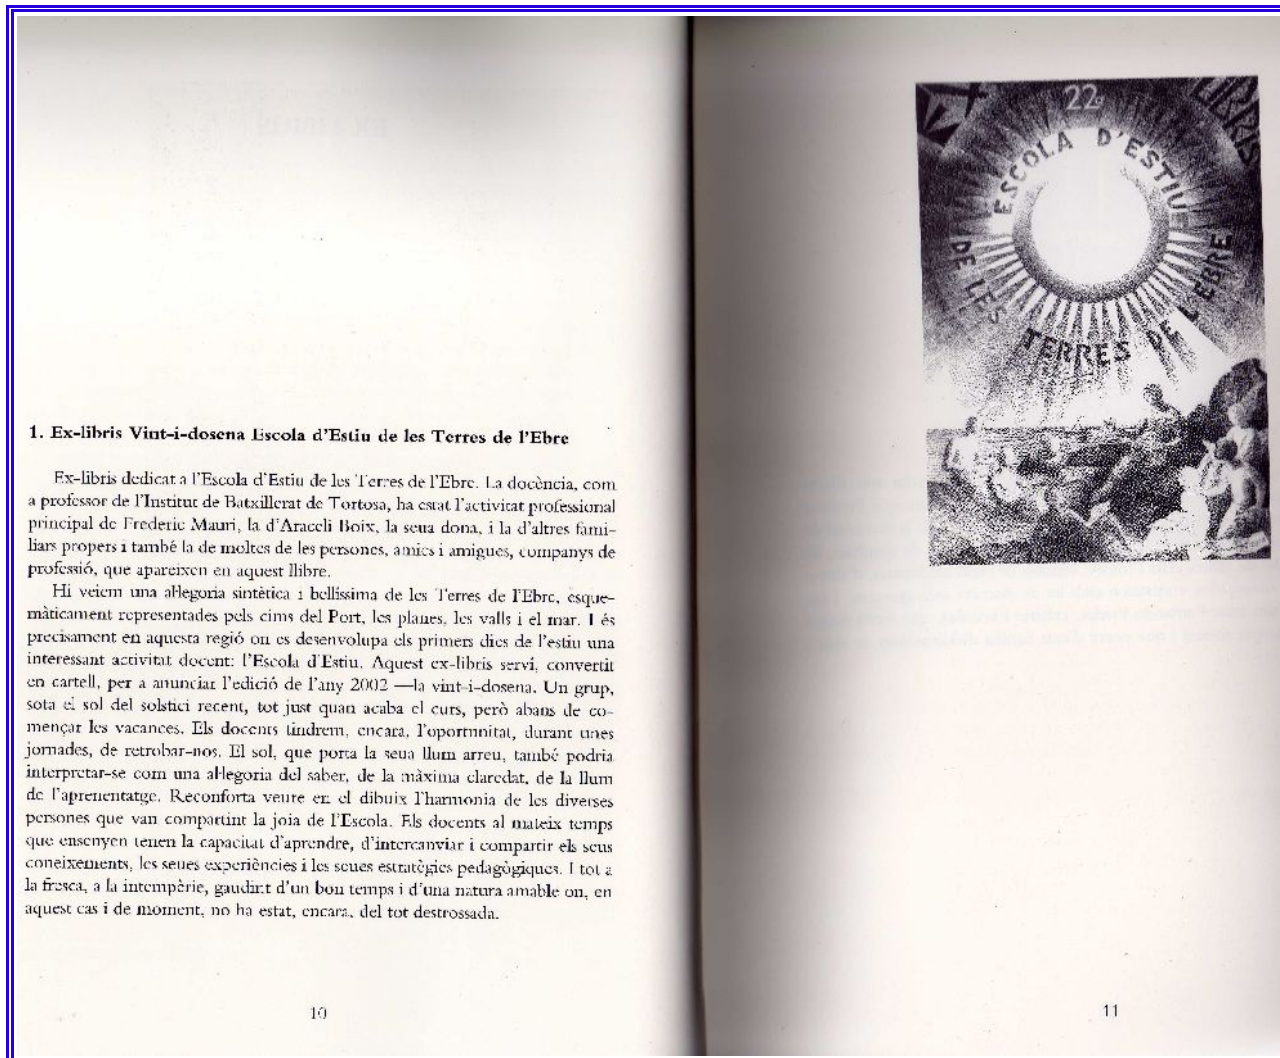 1. Ex-libris Vint-i-dosena Escola d'Estiu de les Terres de l'Ebre
Ex-libris dedicat a l'Escola d'Estiu de les Terres de l'Ebre. La docència, com
a professor de l'Institut de Batxillerat de Tortosa, ha estat l'activitat professional
principal de Frederic Mauri, la d'Araceli Boix, la seua dona, i la d'altres fami-
liars propers i també la de moltes de les persones, amics i amigues, companys de
professió, que apareixen en aquest llibre.
Hi veiem una al·legoria sintètica i bellíssima de les Terres de l'Ebre, esque-
màticament representades pels cims del Port, les planes, les valls i el mar. I és
precisament en aquesta regió on es desenvolupa els primers dies de l'estiu una
interessant activitat docent: l'Escola d'Estiu. Aquest ex-libris serví, convertit
en cartell, per a anunciar l'edició de l'any 2002 —la vint-i-dosena. Un grup,
sota el sol del solstici recent, tot just quan acaba el curs, però abans de co-
mençar les vacances. Els docents tindrem, encara, l'oportunitat, durant unes
jornades, de retrobar-nos. El sol, que porta la seua llum arreu, també podria
interpretar-se com una al·legoria del saber, de la màxima claredat, de la llum
de l'aprenentatge. Reconforta veure en el dibuix l'harmonia de les diverses
persones que van compartint la joia de l'Escola. Els docents al mateix temps
que ensenyen tenen la capacitat d'aprendre, d'intercanviar i compartir els seus
coneixements, les seues experiències i les seues estratègies pedagògiques. I tot a
la fresca, a la intempèrie, gaudint d'un bon temps i d'una natura amable on, en
aquest cas i de moment, no ha estat, encara, del tot destrossada.
10
EX
LIBRIS
22
ESCOLA D'ESTIU
DE LES TERRES DE L'EBRE
11